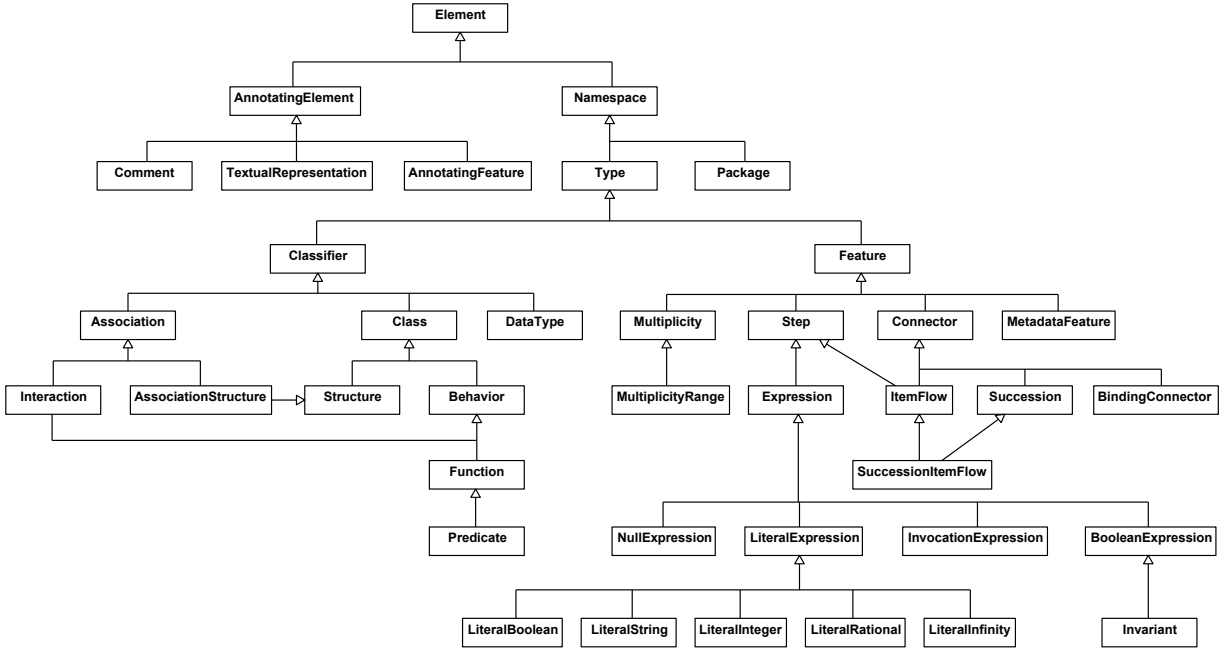 Element
AnnotatingElement
Namespace
Comment
TextualRepresentation
AnnotatingFeature
Type
Package
Classifier
Feature
Association
Class
DataType
Multiplicity
Step
Connector
MetadataFeature
Interaction
AssociationStructure
Structure
Behavior
MultiplicityRange
Expression
ItemFlow
Succession
BindingConnector
Function
SuccessionItemFlow
Predicate
NullExpression
LiteralExpression
InvocationExpression
BooleanExpression
LiteralBoolean
LiteralString
LiteralInteger
LiteralRational
LiteralInfinity
Invariant